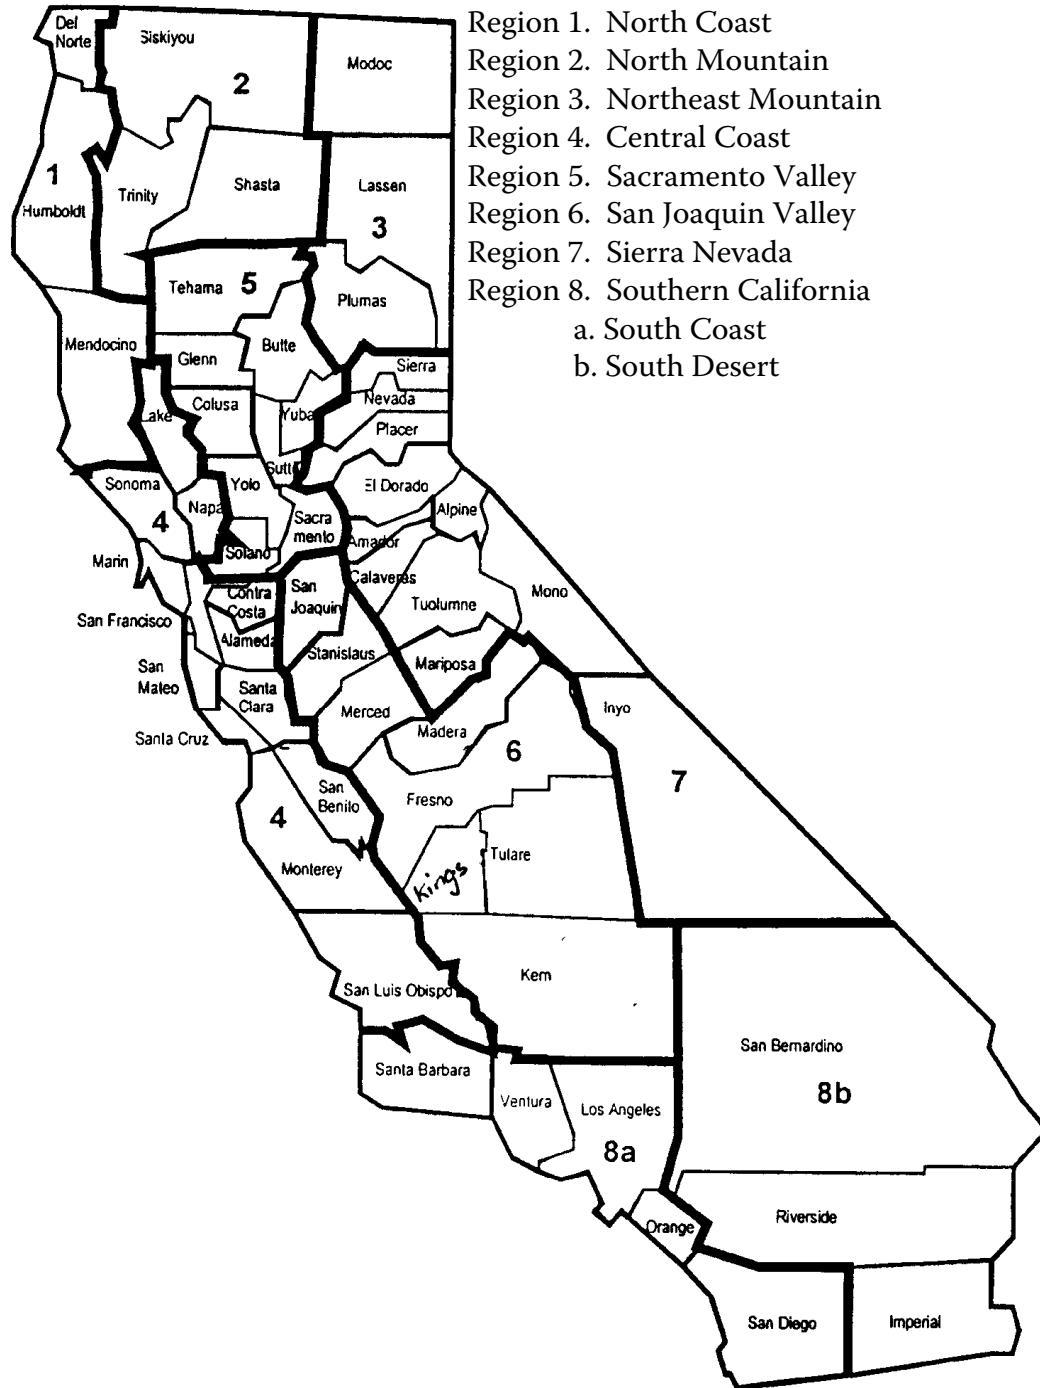 Region 1. North Coast
Region 2. North Mountain
Region 3. Northeast Mountain
Region 4. Central Coast
Region 5. Sacramento Valley
Region 6. San Joaquin Valley
Region 7. Sierra Nevada
Region 8. Southern California
a. South Coast
b. South Desert
Del
Norte
Siskiyou
2
Modoc
1
Humboldt
Trinity
Shasta
Lassen
3
Tehama
5
Plumas
Mendocino
Glenn
Butte
Sierra
Lake
Colusa
Yuba
Nevada
Placer
Sutte
Sonoma
Yolo
El Dorado
Napa
4
Sacra
mento
Alpine
Solano
Amador
Marin
Calaveras
Contra
Costa
San
Joaquin
Tuolumne
Mono
San Francisco
Alameda
Stanislaus
Mariposa
San
Mateo
Santa
Clara
Merced
Inyo
Santa Cruz
Madera
6
7
San
Benito
Fresno
4
Monterey
Kings
Tulare
San Luis Obispo
Kern
Santa Barbara
San Bernardino
8b
Ventura
Los Angeles
8a
Orange
Riverside
San Diego
Imperial